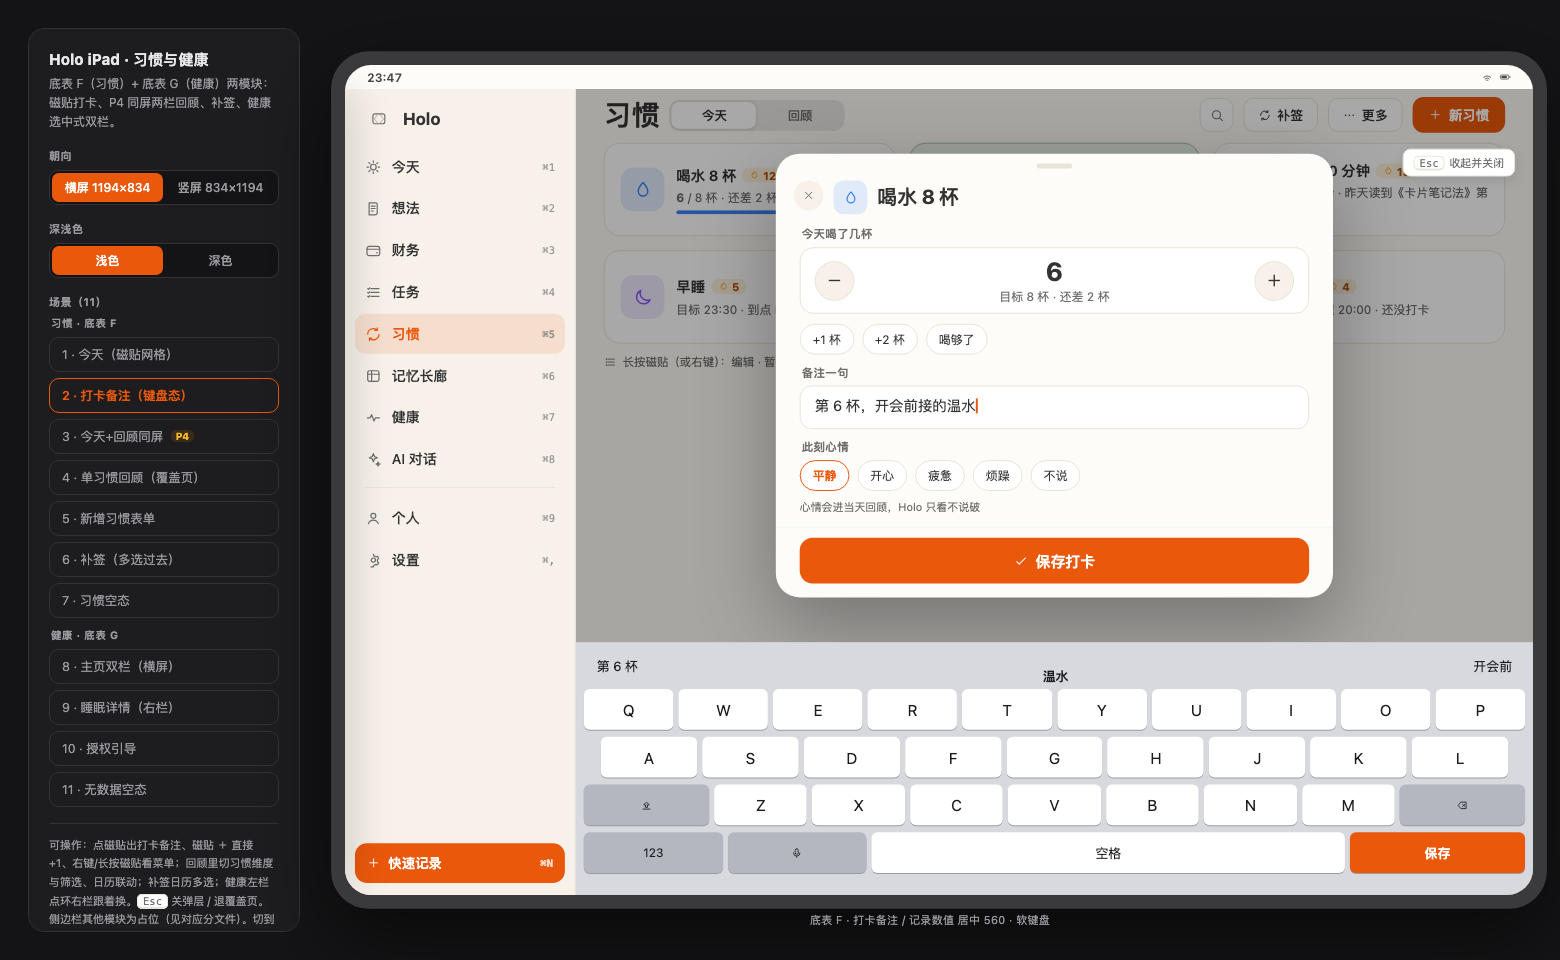 Holo iPad · 习惯与健康
底表 F（习惯）+ 底表 G（健康）两模块：
磁贴打卡、P4 同屏两栏回顾、补签、健康
选中式双栏。
朝向
横屏 1194×834
竖屏 834×1194
深浅色
浅色
深色
场景（11）
习惯 · 底表 F
1 · 今天（磁贴网格）
2 · 打卡备注（键盘态）
3 · 今天+回顾同屏 P4
4 · 单习惯回顾（覆盖页）
5 · 新增习惯表单
6 · 补签（多选过去）
7 · 习惯空态
健康 · 底表 G
8 · 主页双栏（横屏）
9 · 睡眠详情（右栏）
10 · 授权引导
11 · 无数据空态
可操作：点磁贴出打卡备注、磁贴 ＋ 直接
+1、右键/长按磁贴看菜单；回顾里切习惯维度
与筛选、日历联动；补签日历多选；健康左栏
点环右栏跟着换。 Esc 关弹层 / 退覆盖页。
侧边栏其他模块为占位（见对应分文件）。切到
23:47
Holo
今天 ⌘1
想法 ⌘2
财务 ⌘3
任务 ⌘4
习惯 ⌘5
记忆长廊 ⌘6
健康 ⌘7
AI 对话 ⌘8
个人 ⌘9
设置 ⌘,
快速记录 ⌘N
习惯
今天
回顾
补签
··· 更多
+ 新习惯
Esc 收起并关闭
喝水 8 杯 12
6 / 8 杯 · 还差 2 杯
0 分钟
· 昨天读到《卡片笔记法》第
早睡 5
目标 23:30 · 到点
4
20:00 · 还没打卡
长按磁贴（或右键）：编辑 · 暂
喝水 8 杯
今天喝了几杯
6
目标 8 杯 · 还差 2 杯
+1 杯
+2 杯
喝够了
备注一句
第 6 杯，开会前接的温水
此刻心情
平静
开心
疲惫
烦躁
不说
心情会进当天回顾，Holo 只看不说破
保存打卡
第 6 杯
温水
开会前
Q W E R T Y U I O P
A S D F G H J K L
Z X C V B N M
123
空格
保存
底表 F · 打卡备注 / 记录数值 居中 560 · 软键盘